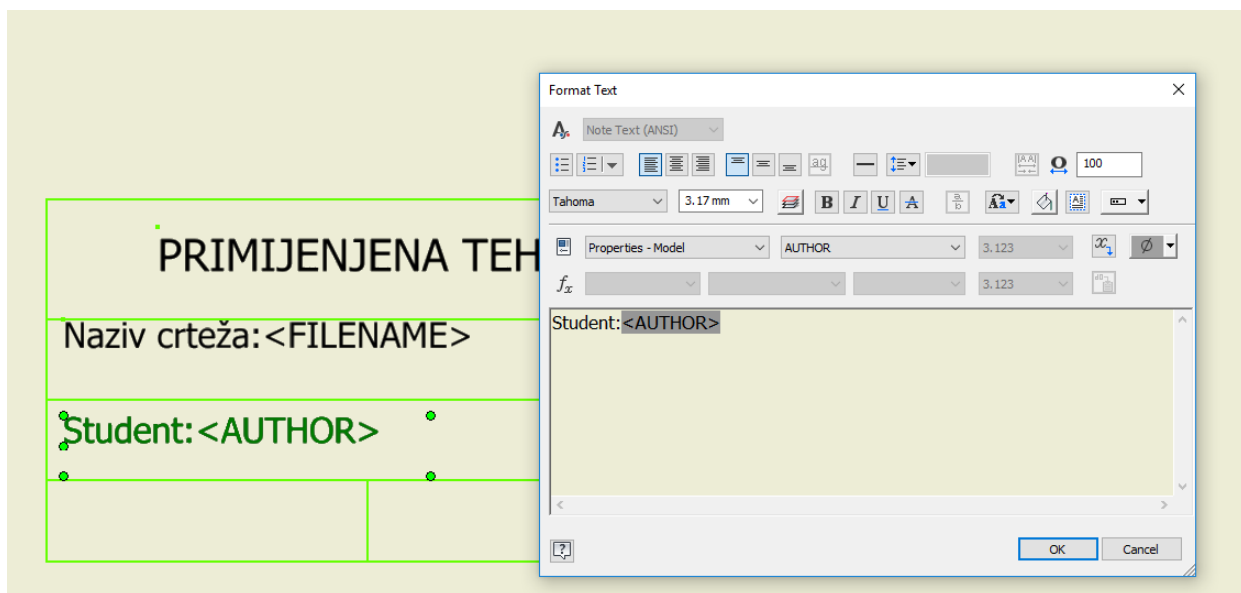 Format Text
Note Text (ANSI)
100
Tahoma 3.17 mm B I U A a b
Properties - Model AUTHOR 3.123
fx 3.123
Student:<AUTHOR>
OK Cancel
PRIMIJENJENA TEH
Naziv crteža:<FILENAME>
Student:<AUTHOR>